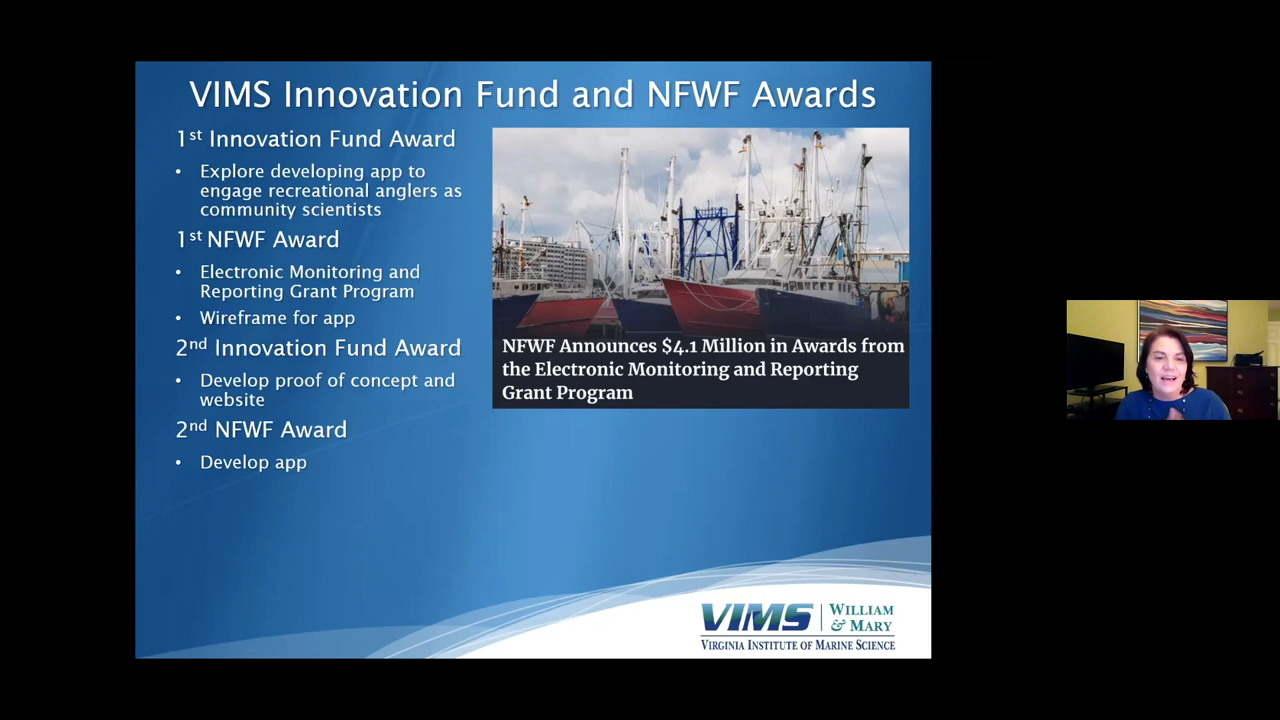 VIMS Innovation Fund and NFWF Awards
1st Innovation Fund Award
• Explore developing app to
engage recreational anglers as
community scientists
1st NFWF Award
• Electronic Monitoring and
Reporting Grant Program
• Wireframe for app
2nd Innovation Fund Award
• Develop proof of concept and
website
2nd NFWF Award
• Develop app
NFWF Announces $4.1 Million in Awards from
the Electronic Monitoring and Reporting
Grant Program
VIMS
WILLIAM
& MARY
VIRGINIA INSTITUTE OF MARINE SCIENCE